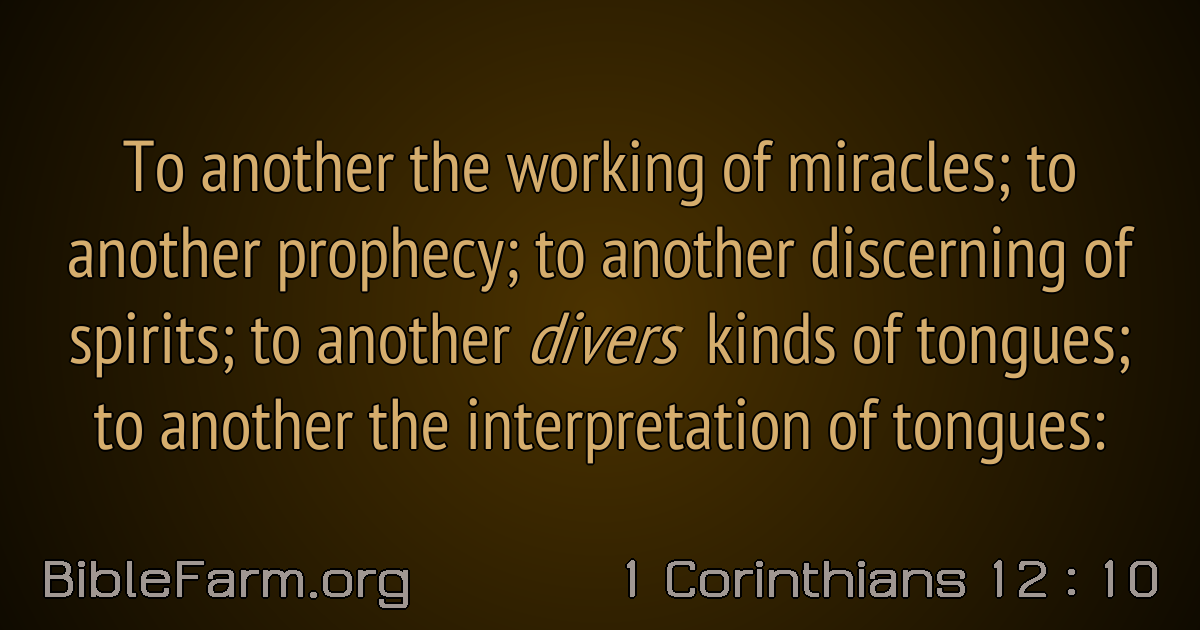 To another the working of miracles; to
another prophecy; to another discerning of
spirits; to another divers kinds of tongues;
to another the interpretation of tongues:
BibleFarm.org
1 Corinthians 12 : 10